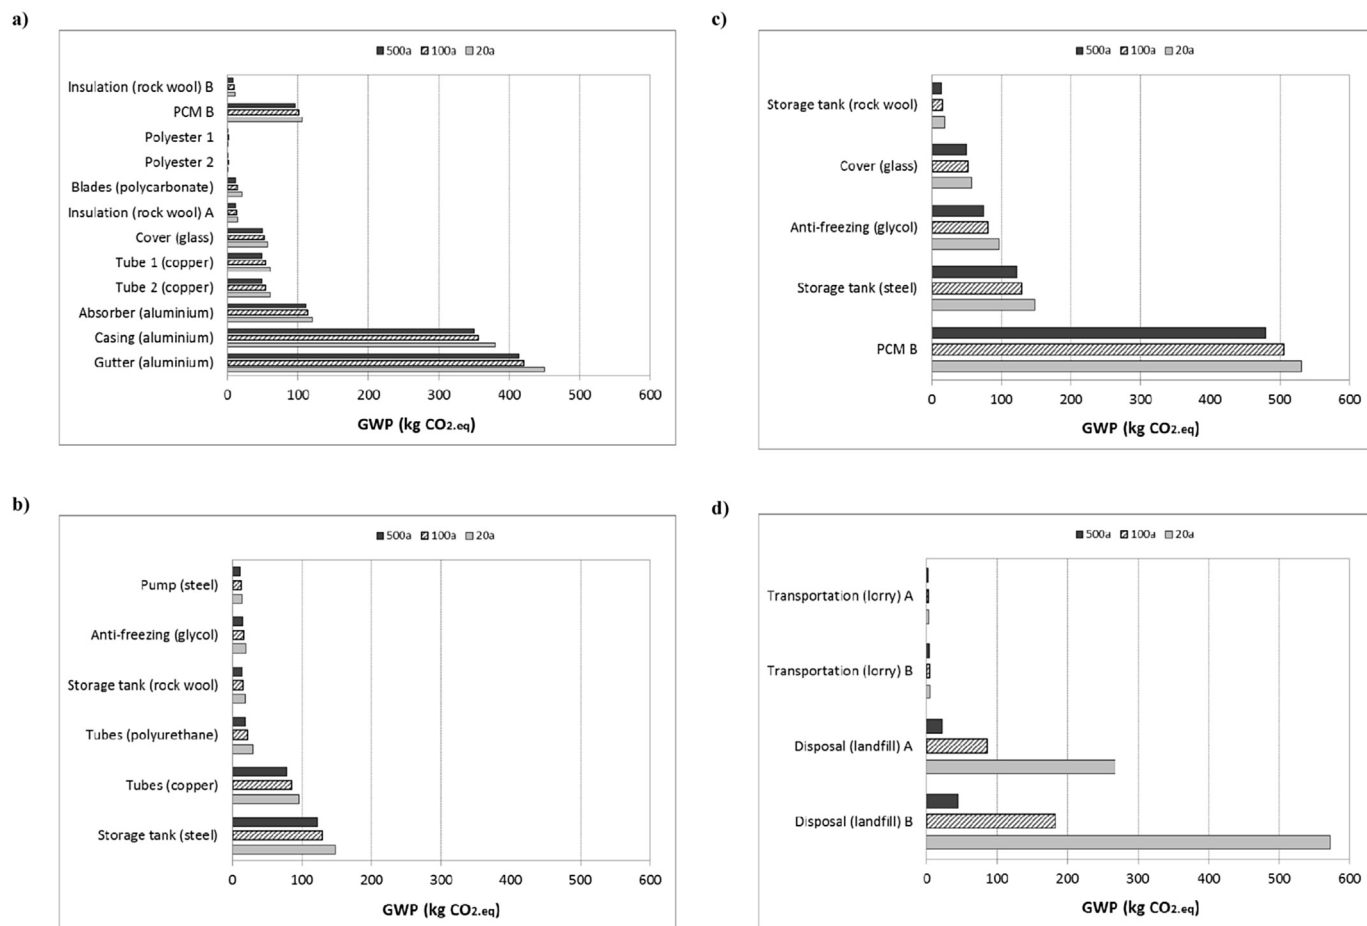 a)
500a 100a 20a
Insulation (rock wool) B
PCM B
Polyester 1
Polyester 2
Blades (polycarbonate)
Insulation (rock wool) A
Cover (glass)
Tube 1 (copper)
Tube 2 (copper)
Absorber (aluminium)
Casing (aluminium)
Gutter (aluminium)
0 100 200 300 400 500 600
GWP (kg CO2.eq)
b)
500a 100a 20a
Pump (steel)
Anti-freezing (glycol)
Storage tank (rock wool)
Tubes (polyurethane)
Tubes (copper)
Storage tank (steel)
0 100 200 300 400 500 600
GWP (kg CO2.eq)
c)
500a 100a 20a
Storage tank (rock wool)
Cover (glass)
Anti-freezing (glycol)
Storage tank (steel)
PCM B
0 100 200 300 400 500 600
GWP (kg CO2.eq)
d)
500a 100a 20a
Transportation (lorry) A
Transportation (lorry) B
Disposal (landfill) A
Disposal (landfill) B
0 100 200 300 400 500 600
GWP (kg CO2.eq)